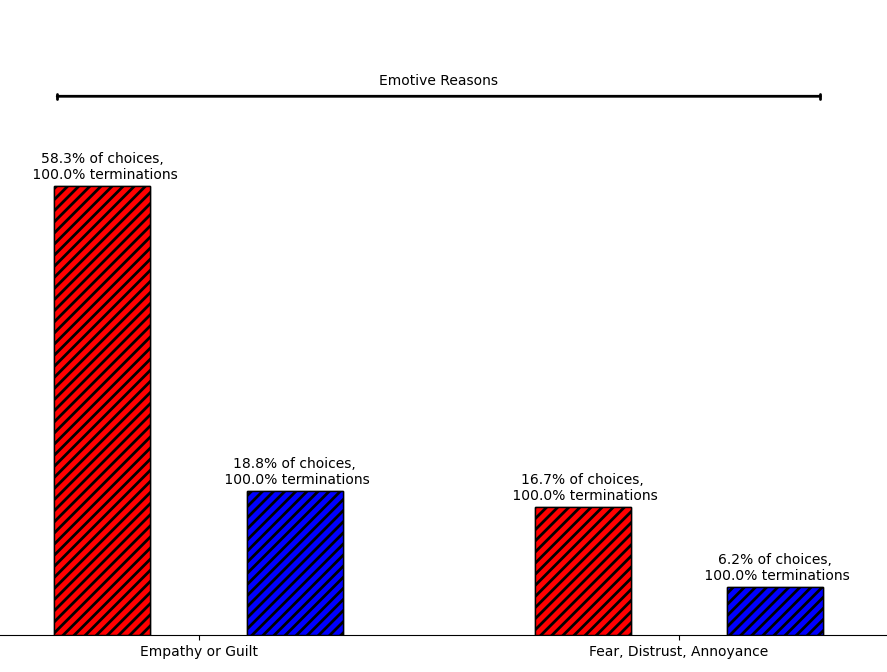 Emotive Reasons
58.3% of choices,
100.0% terminations
18.8% of choices,
100.0% terminations
16.7% of choices,
100.0% terminations
6.2% of choices,
100.0% terminations
Empathy or Guilt
Fear, Distrust, Annoyance